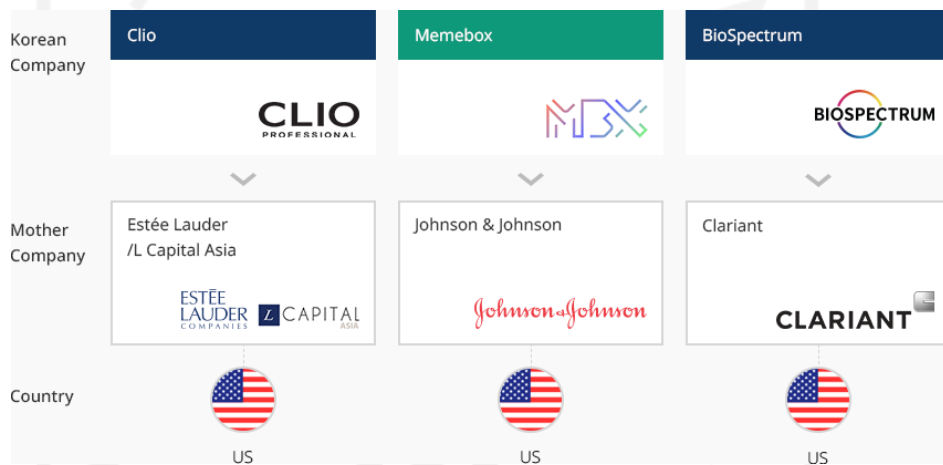 Korean
Company
Clio
Memebox
BioSpectrum
CLIO
PROFESSIONAL
MBX
BIOSPECTRUM
Mother
Company
Estée Lauder
/L Capital Asia
Johnson & Johnson
Clariant
ESTĒE
LAUDER
COMPANIES
L CAPITAL
ASIA
Johnson&Johnson
CLARIANT
Country
US
US
US